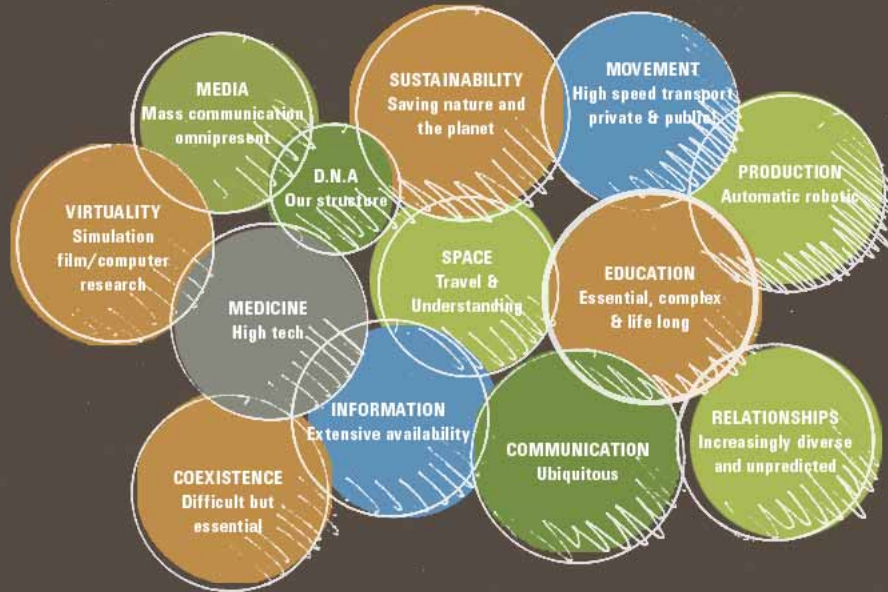 MEDIA
Mass communication
omnipresent
SUSTAINABILITY
Saving nature and
the planet
MOVEMENT
High speed transport
private & public
PRODUCTION
Automatic robotic
D.N.A
Our structure
VIRTUALITY
Simulation
film/computer
research
SPACE
Travel &
Understanding
EDUCATION
Essential, complex
& life long
MEDICINE
High tech.
INFORMATION
Extensive availability
COMMUNICATION
Ubiquitous
RELATIONSHIPS
Increasingly diverse
and unpredicted
COEXISTENCE
Difficult but
essential